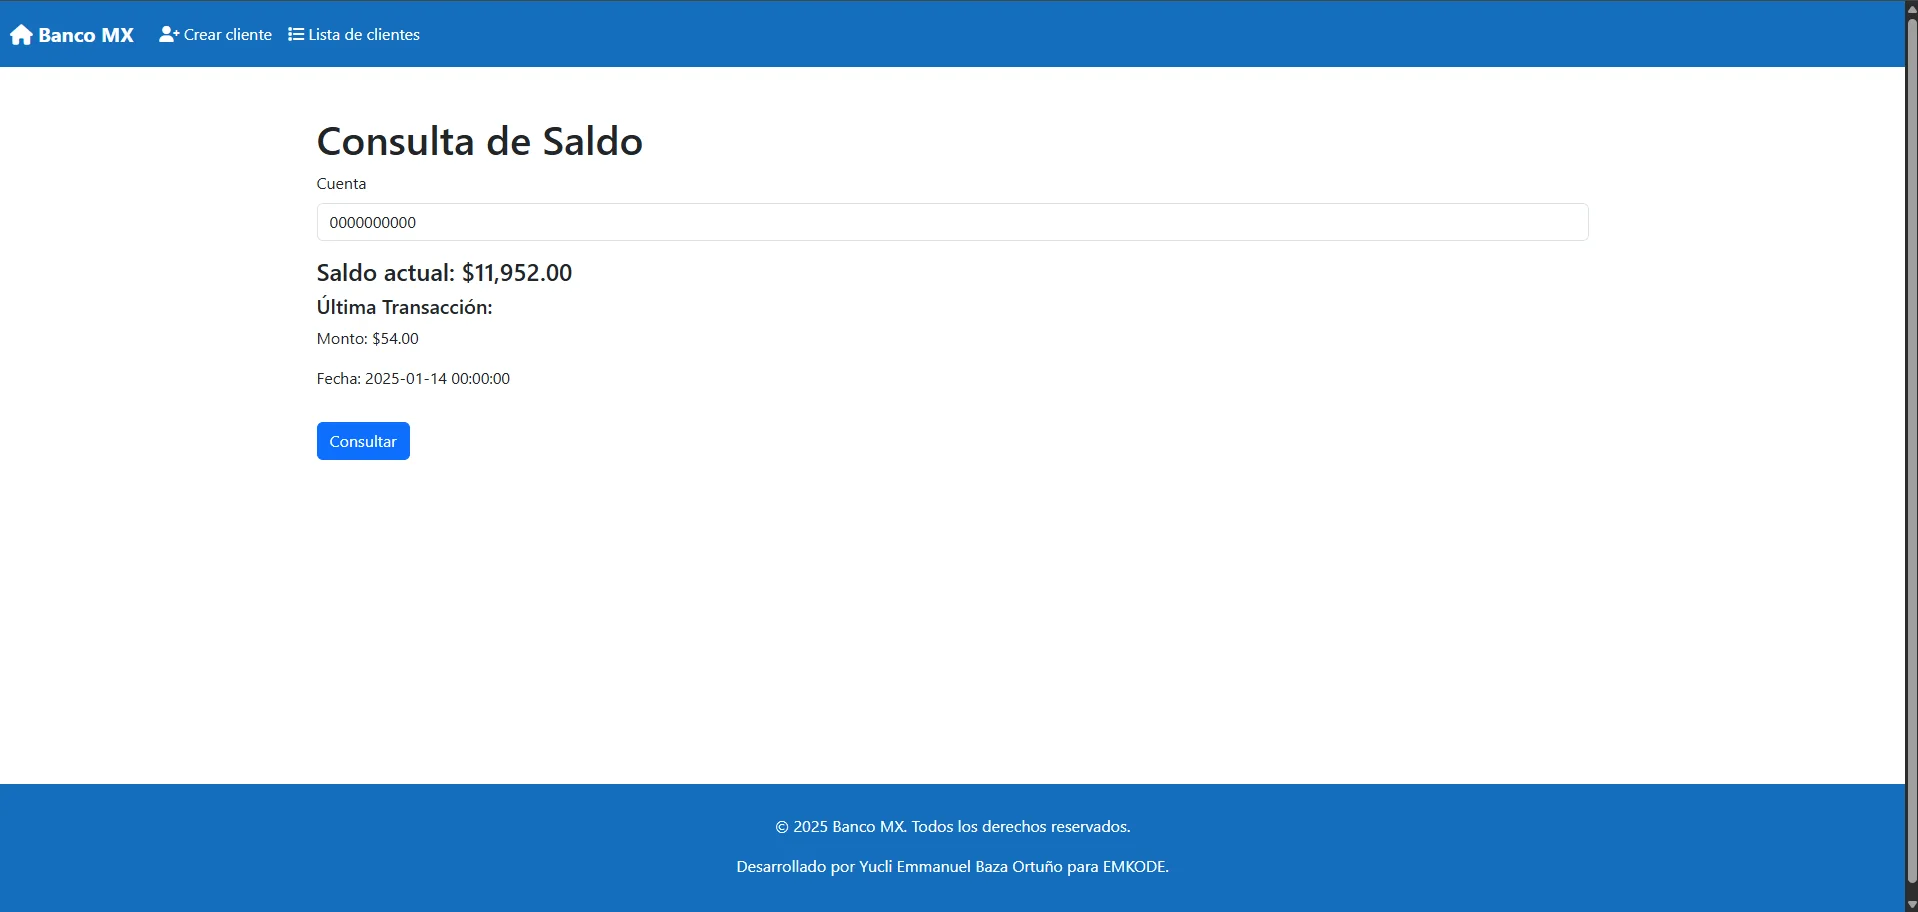 Banco MX Crear cliente Lista de clientes
Consulta de Saldo
Cuenta
0000000000
Saldo actual: $11,952.00
Última Transacción:
Monto: $54.00
Fecha: 2025-01-14 00:00:00
Consultar
© 2025 Banco MX. Todos los derechos reservados.
Desarrollado por Yucli Emmanuel Baza Ortuño para EMKODE.